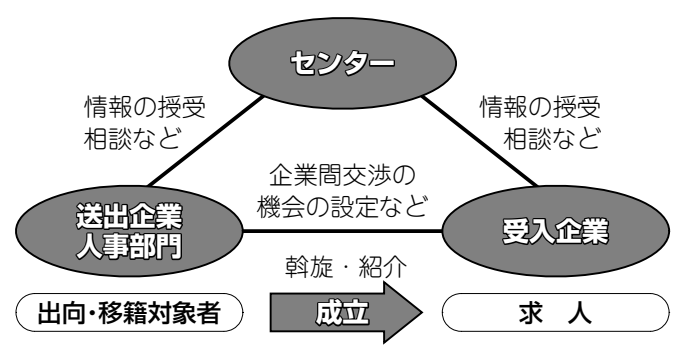 センター
情報の授受
相談など
情報の授受
相談など
企業間交渉の
機会の設定など
送出企業
人事部門
受入企業
斡旋・紹介
出向・移籍対象者
成立
求 人